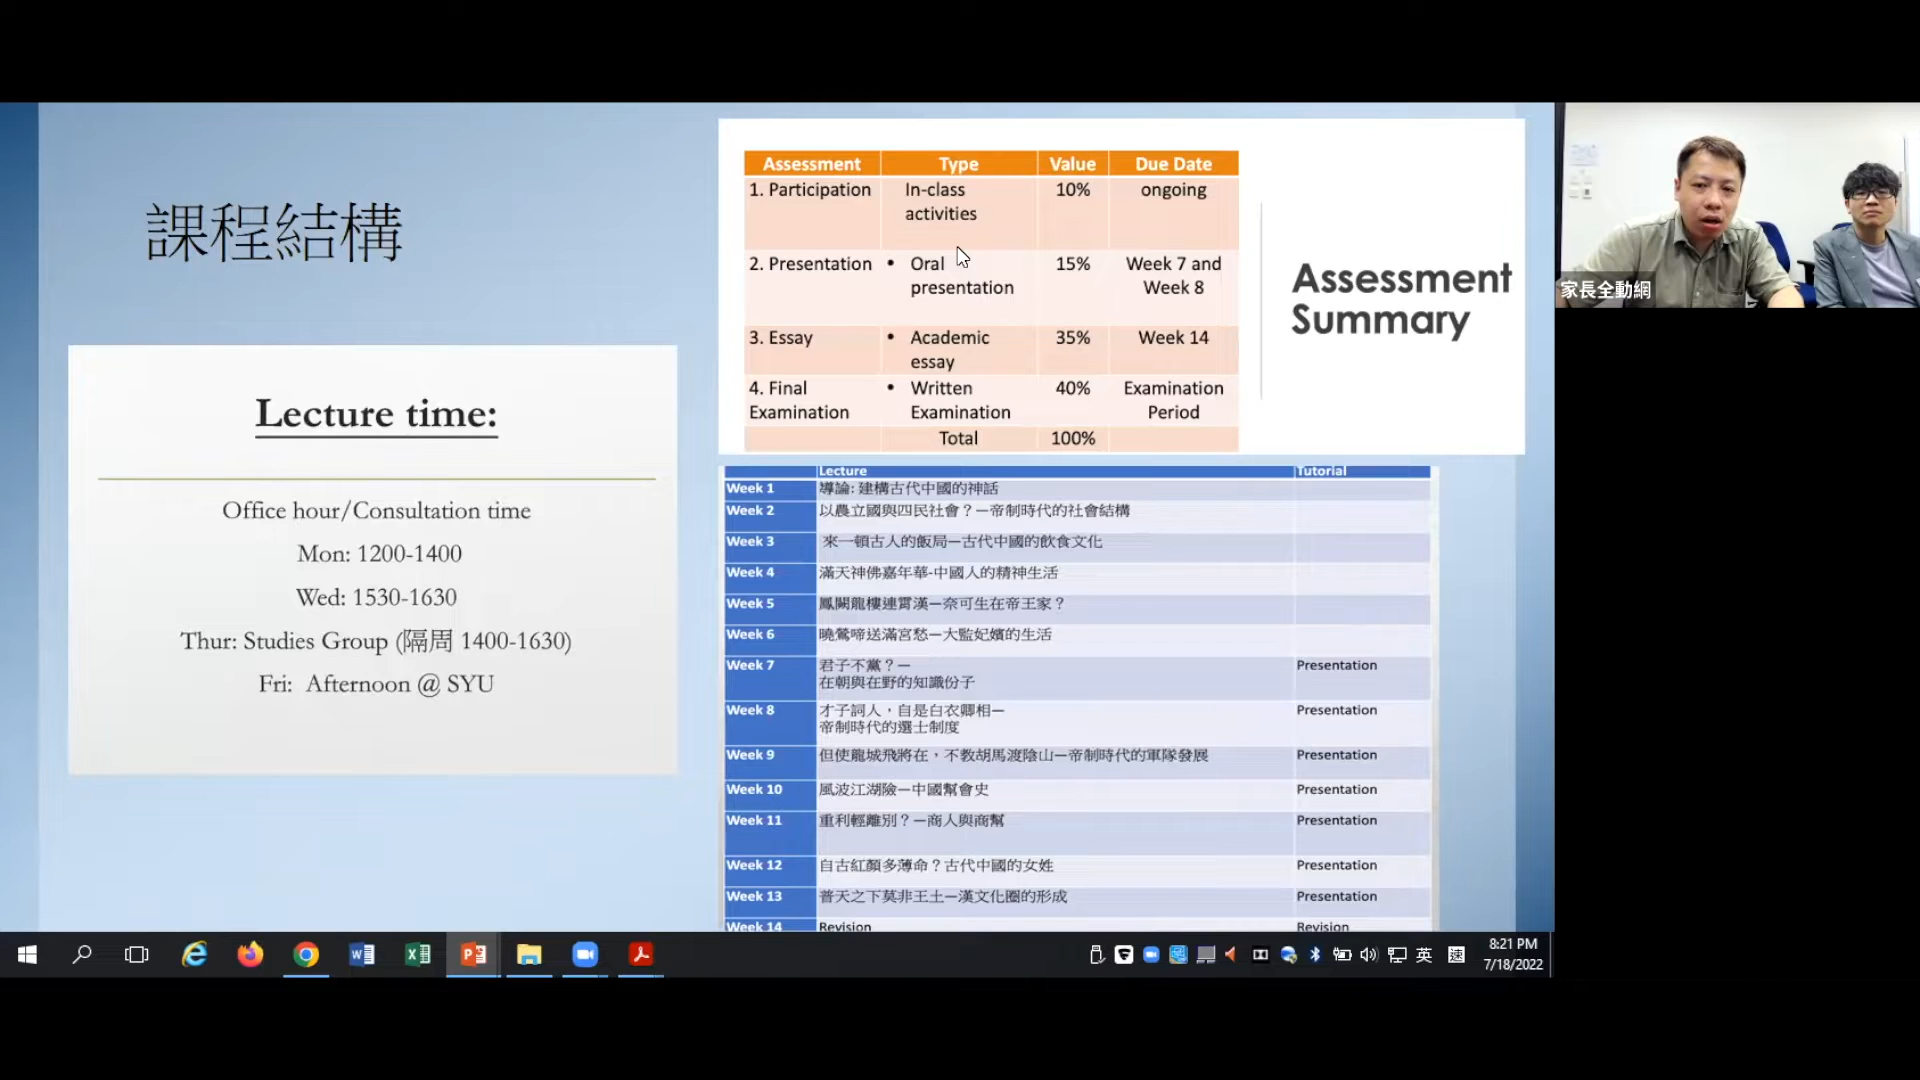 課程結構
Lecture time:
Office hour/Consultation time
Mon: 1200-1400
Wed: 1530-1630
Thur: Studies Group (隔周 1400-1630)
Fri: Afternoon @ SYU
Assessment Type Value Due Date
1. Participation In-class activities 10% ongoing
2. Presentation • Oral presentation 15% Week 7 and Week 8
3. Essay • Academic essay 35% Week 14
4. Final Examination • Written Examination 40% Examination Period
Total 100%
Assessment
Summary
Lecture Tutorial
Week 1 導論: 建構古代中國的神話
Week 2 以農立國與四民社會？—帝制時代的社會結構
Week 3 來一頓古人的飯局—古代中國的飲食文化
Week 4 滿天神佛嘉年華-中國人的精神生活
Week 5 鳳闕龍樓連霄漢—奈可生在帝王家？
Week 6 曉鶯啼送滿宮愁—大監妃嬪的生活
Week 7 君子不黨？— Presentation
在朝與在野的知識份子
Week 8 才子詞人，自是白衣卿相— Presentation
帝制時代的選士制度
Week 9 但使龍城飛將在，不教胡馬渡陰山—帝制時代的軍隊發展 Presentation
Week 10 風波江湖險—中國幫會史 Presentation
Week 11 重利輕離別？—商人與商幫 Presentation
Week 12 自古紅顏多薄命？古代中國的女姓 Presentation
Week 13 普天之下莫非王土—漢文化圈的形成 Presentation
Week 14 Revision Revision
家長全動網
英
速
8:21 PM
7/18/2022